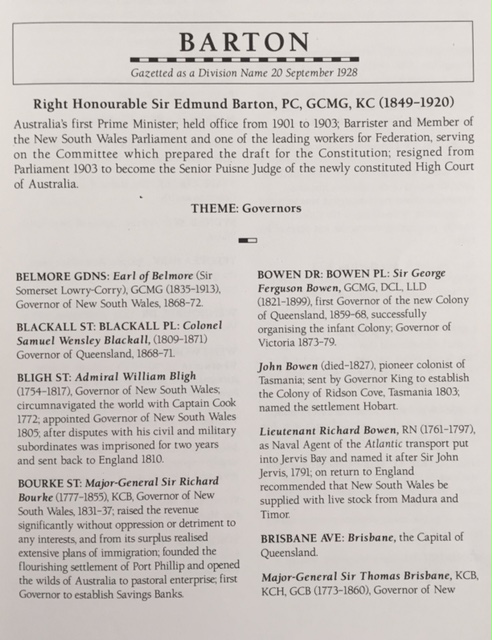 BARTON
Gazetted as a Division Name 20 September 1928
Right Honourable Sir Edmund Barton, PC, GCMG, KC (1849–1920)
Australia's first Prime Minister; held office from 1901 to 1903; Barrister and Member of
the New South Wales Parliament and one of the leading workers for Federation, serving
on the Committee which prepared the draft for the Constitution; resigned from
Parliament 1903 to become the Senior Puisne Judge of the newly constituted High Court
of Australia.
THEME: Governors
BELMORE GDNS: Earl of Belmore (Sir
Somerset Lowry-Corry), GCMG (1835–1913),
Governor of New South Wales, 1868–72.
BLACKALL ST: BLACKALL PL: Colonel
Samuel Wensley Blackall, (1809–1871)
Governor of Queensland, 1868–71.
BLIGH ST: Admiral William Bligh
(1754–1817), Governor of New South Wales;
circumnavigated the world with Captain Cook
1772; appointed Governor of New South Wales
1805; after disputes with his civil and military
subordinates was imprisoned for two years
and sent back to England 1810.
BOURKE ST: Major-General Sir Richard
Bourke (1777–1855), KCB, Governor of New
South Wales, 1831–37; raised the revenue
significantly without oppression or detriment to
any interests, and from its surplus realised
extensive plans of immigration; founded the
flourishing settlement of Port Phillip and opened
the wilds of Australia to pastoral enterprise; first
Governor to establish Savings Banks.
BOWEN DR: BOWEN PL: Sir George
Ferguson Bowen, GCMG, DCL, LLD
(1821–1899), first Governor of the new Colony
of Queensland, 1859–68, successfully
organising the infant Colony; Governor of
Victoria 1873–79.
John Bowen (died–1827), pioneer colonist of
Tasmania; sent by Governor King to establish
the Colony of Ridson Cove, Tasmania 1803;
named the settlement Hobart.
Lieutenant Richard Bowen, RN (1761–1797),
as Naval Agent of the Atlantic transport put
into Jervis Bay and named it after Sir John
Jervis, 1791; on return to England
recommended that New South Wales be
supplied with live stock from Madura and
Timor.
BRISBANE AVE: Brisbane, the Capital of
Queensland.
Major-General Sir Thomas Brisbane, KCB,
KCH, GCB (1773–1860), Governor of New